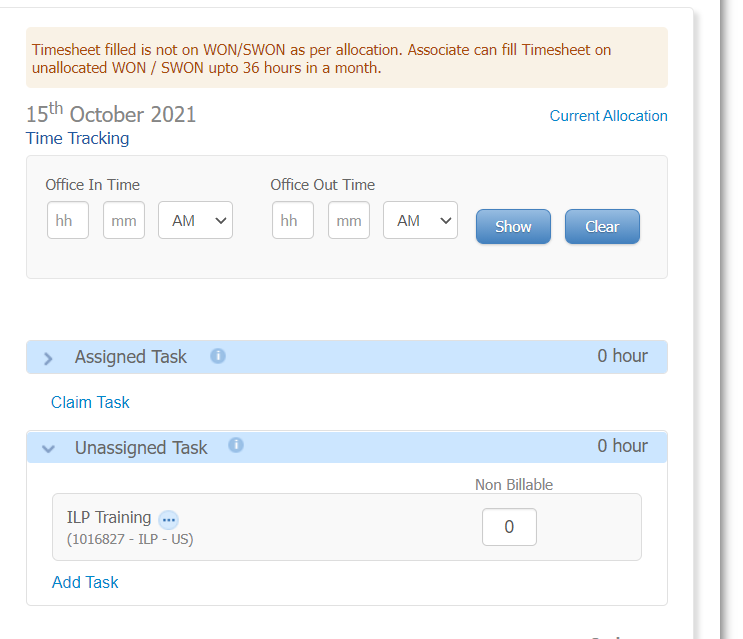 Timesheet filled is not on WON/SWON as per allocation. Associate can fill Timesheet on
unallocated WON / SWON upto 36 hours in a month.
15th October 2021
Current Allocation
Time Tracking
Office In Time
Office Out Time
hh mm AM
hh mm AM
Show
Clear
Assigned Task i 0 hour
Claim Task
Unassigned Task i 0 hour
Non Billable
ILP Training ...
0
(1016827 - ILP - US)
Add Task